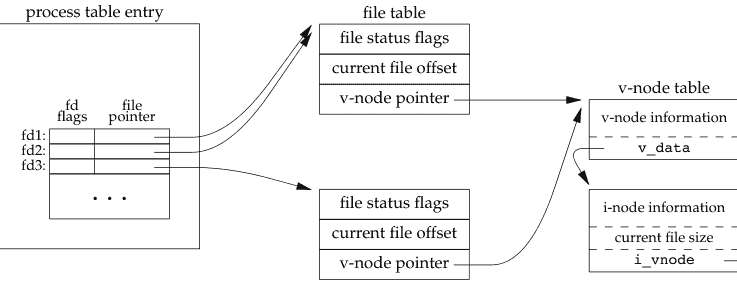 process table entry
fd flags
file pointer
fd1:
fd2:
fd3:
. . .
file table
file status flags
current file offset
v-node pointer
file status flags
current file offset
v-node pointer
v-node table
v-node information
v_data
i-node information
current file size
i_vnode